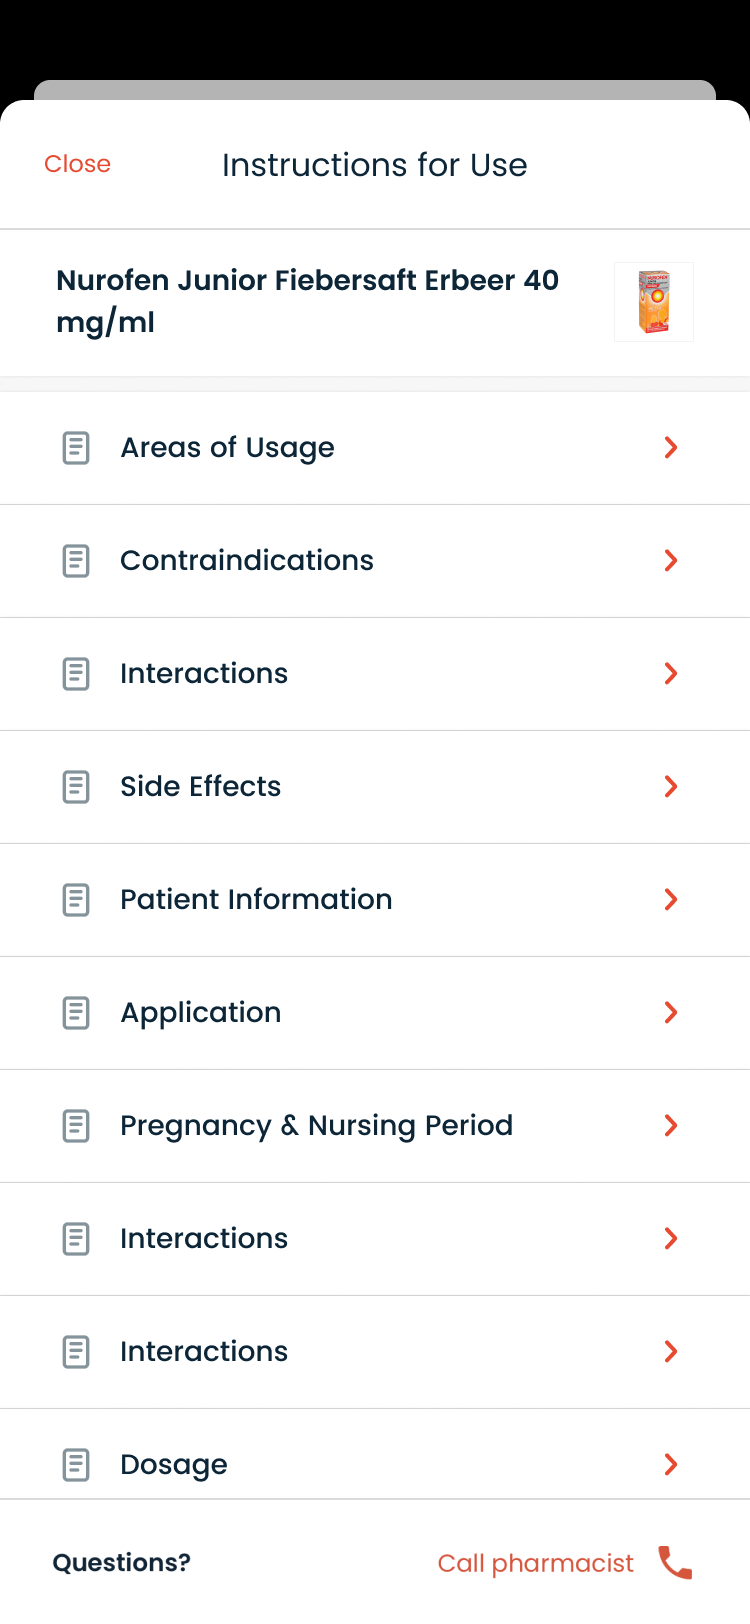 Close
Instructions for Use
Nurofen Junior Fiebersaft Erbeer 40
mg/ml
Areas of Usage
Contraindications
Interactions
Side Effects
Patient Information
Application
Pregnancy & Nursing Period
Interactions
Interactions
Dosage
Questions?
Call pharmacist